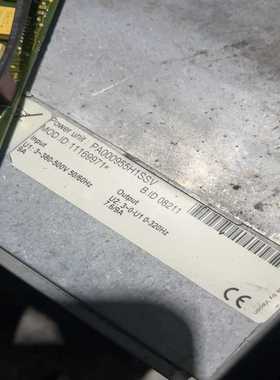 Power unit PA000955H1SSV
MOD.ID 11169971*
B.ID 08211
Input
U1: 3~380-500V 50/60Hz
Output
U2: 3~0-U1 0-320Hz
CE